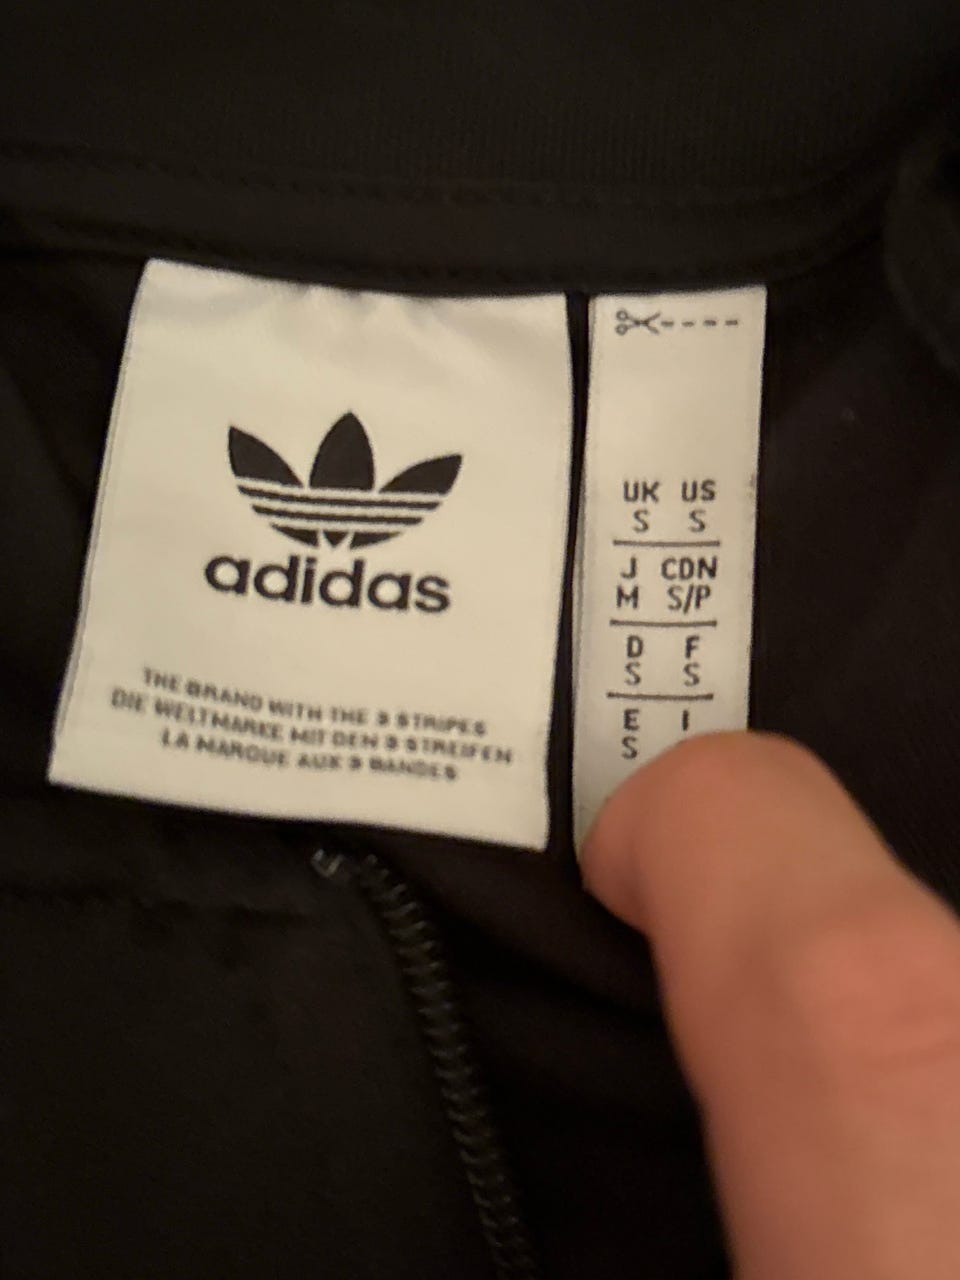 adidas
THE BRAND WITH THE 3 STRIPES
DIE WELTMARKE MIT DEN 3 STREIFEN
LA MARQUE AUX 3 BANDES
UK US
S S
J CDN
M S/P
D F
S S
E I
S